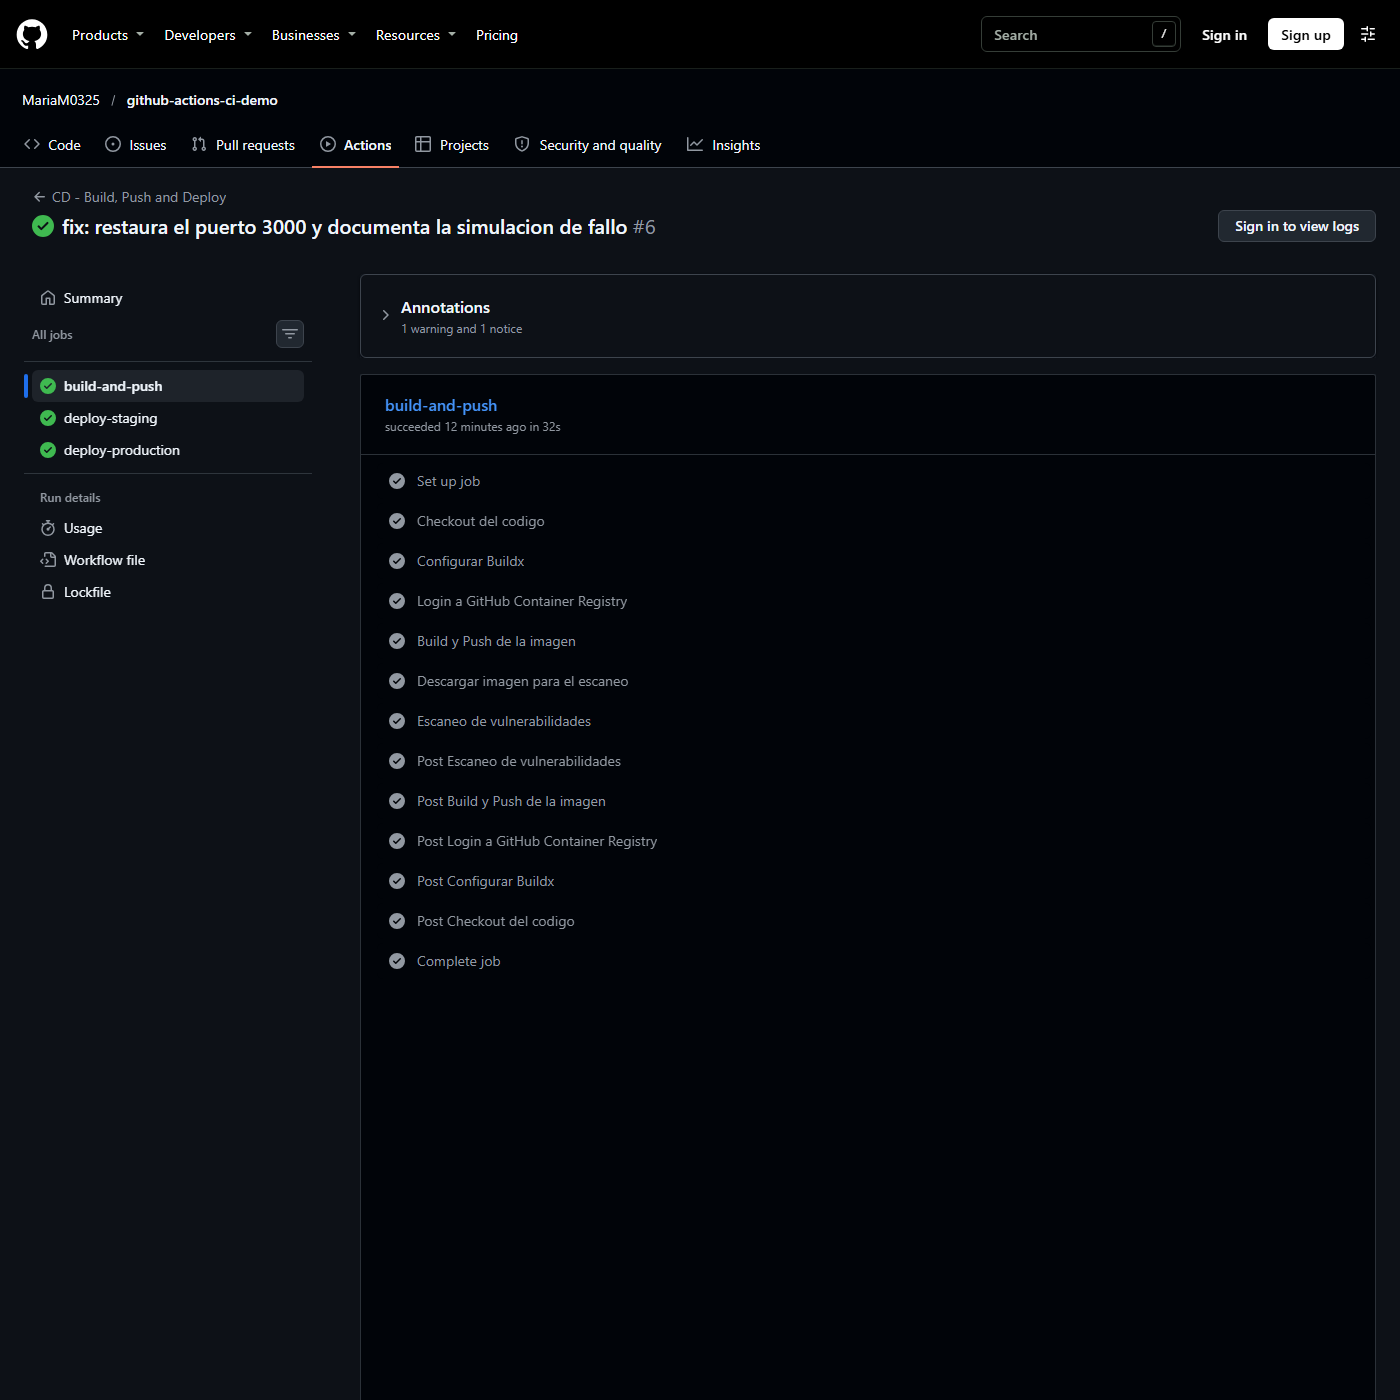 Products Developers Businesses Resources Pricing Search / Sign in Sign up
MariaM0325 / github-actions-ci-demo
Code Issues Pull requests Actions Projects Security and quality Insights
← CD - Build, Push and Deploy
fix: restaura el puerto 3000 y documenta la simulacion de fallo #6
Sign in to view logs
Summary
All jobs
build-and-push
deploy-staging
deploy-production
Run details
Usage
Workflow file
Lockfile
Annotations
1 warning and 1 notice
build-and-push
succeeded 12 minutes ago in 32s
Set up job
Checkout del codigo
Configurar Buildx
Login a GitHub Container Registry
Build y Push de la imagen
Descargar imagen para el escaneo
Escaneo de vulnerabilidades
Post Escaneo de vulnerabilidades
Post Build y Push de la imagen
Post Login a GitHub Container Registry
Post Configurar Buildx
Post Checkout del codigo
Complete job